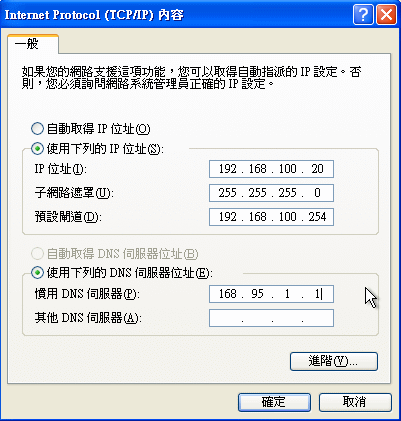 Internet Protocol (TCP/IP) 內容
一般
如果您的網路支援這項功能，您可以取得自動指派的 IP 設定。否
則，您必須詢問網路系統管理員正確的 IP 設定。
自動取得 IP 位址(O)
使用下列的 IP 位址(S):
IP 位址(I): 192 . 168 . 100 . 20
子網路遮罩(U): 255 . 255 . 255 . 0
預設閘道(D): 192 . 168 . 100 . 254
自動取得 DNS 伺服器位址(B)
使用下列的 DNS 伺服器位址(E):
慣用 DNS 伺服器(P): 168 . 95 . 1 . 1
其他 DNS 伺服器(A): . . .
進階(V)...
確定 取消